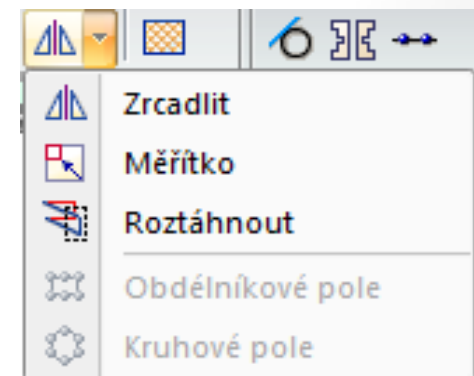 Zrcadlit
Měřítko
Roztáhnout
Obdélníkové pole
Kruhové pole